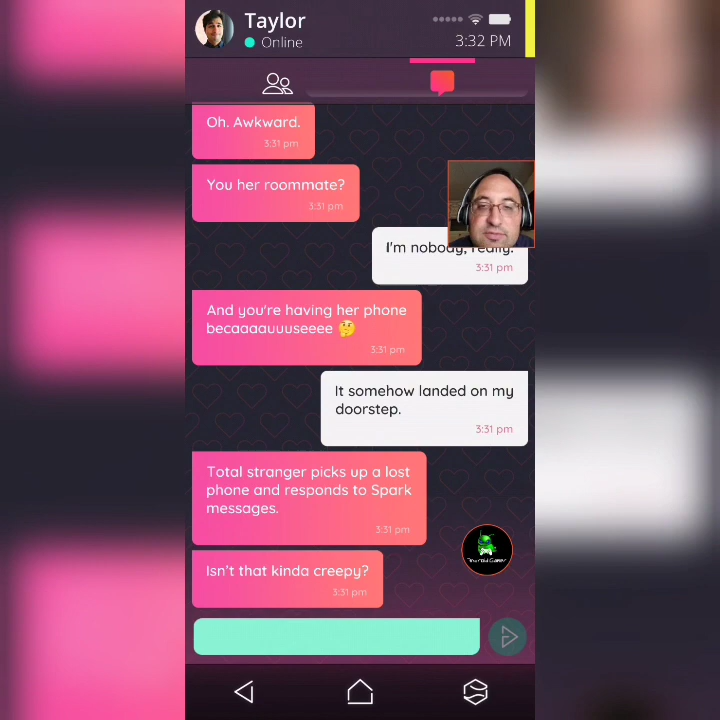 Taylor
Online
3:32 PM
Oh. Awkward.
3:31 pm
You her roommate?
3:31 pm
I'm nobody, really.
3:31 pm
And you're having her phone
becaaaauuuseeee 🤔
3:31 pm
It somehow landed on my
doorstep.
3:31 pm
Total stranger picks up a lost
phone and responds to Spark
messages.
3:31 pm
Isn't that kinda creepy?
3:31 pm